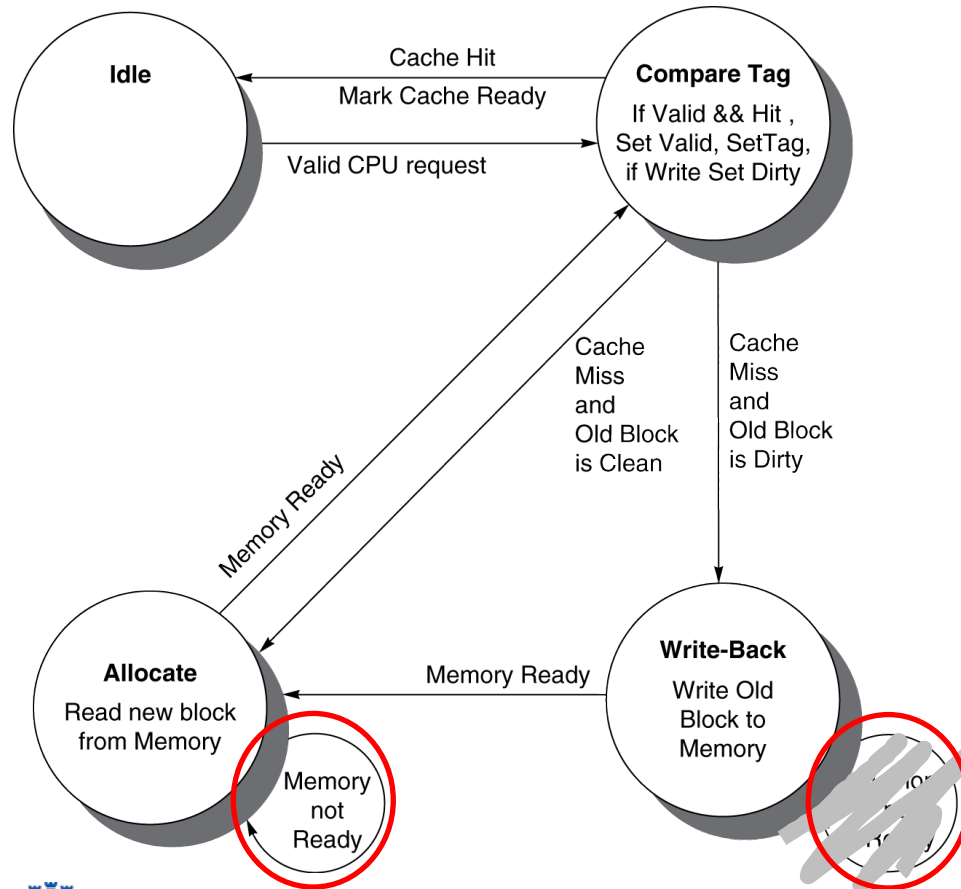 Idle
Cache Hit
Mark Cache Ready
Valid CPU request
Compare Tag
If Valid && Hit ,
Set Valid, SetTag,
if Write Set Dirty
Cache
Miss
and
Old Block
is Clean
Cache
Miss
and
Old Block
is Dirty
Memory Ready
Allocate
Read new block
from Memory
Memory
not
Ready
Memory Ready
Write-Back
Write Old
Block to
Memory